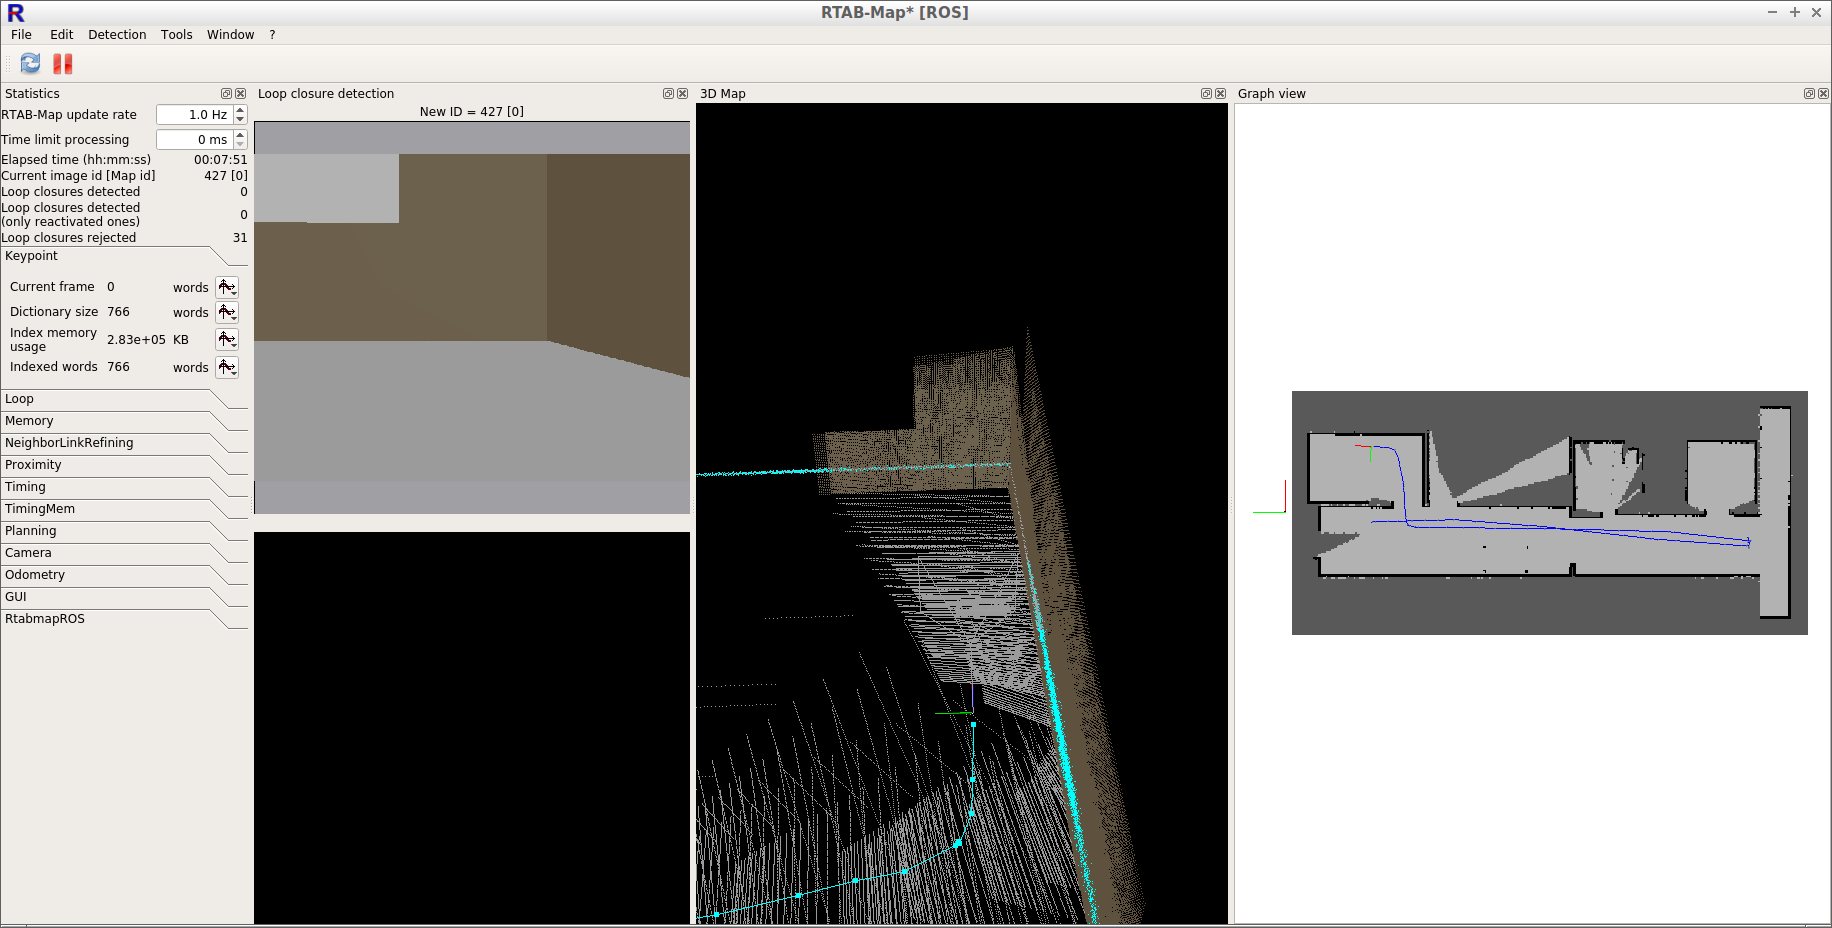 RTAB-Map* [ROS]
File Edit Detection Tools Window ?
Statistics
RTAB-Map update rate 1.0 Hz
Time limit processing 0 ms
Elapsed time (hh:mm:ss) 00:07:51
Current image id [Map id] 427 [0]
Loop closures detected 0
Loop closures detected
(only reactivated ones) 0
Loop closures rejected 31
Keypoint
Current frame 0 words
Dictionary size 766 words
Index memory
usage 2.83e+05 KB
Indexed words 766 words
Loop
Memory
NeighborLinkRefining
Proximity
Timing
TimingMem
Planning
Camera
Odometry
GUI
RtabmapROS
Loop closure detection
New ID = 427 [0]
3D Map
Graph view